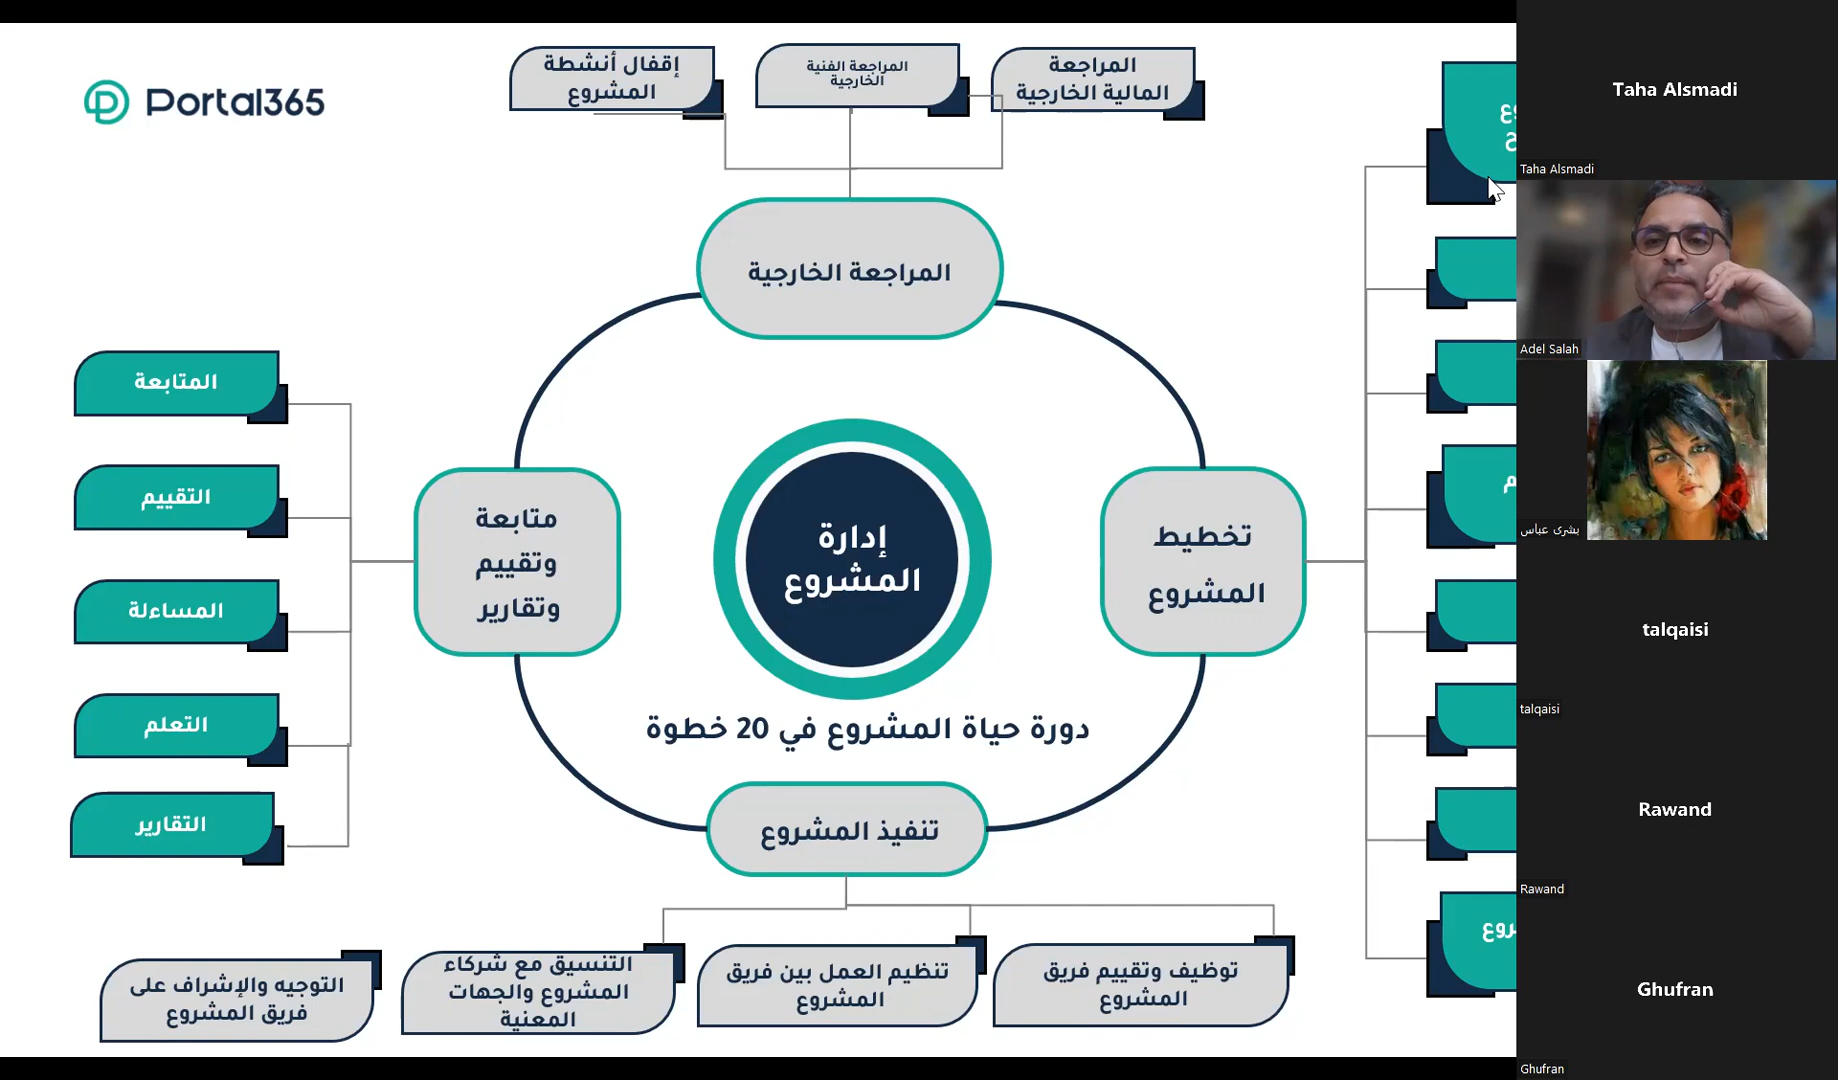 Portal365
إقفال أنشطة
المشروع
المراجعة الفنية
الخارجية
المراجعة
المالية الخارجية
المراجعة الخارجية
المتابعة
التقييم
المساءلة
التعلم
التقارير
متابعة
وتقييم
وتقارير
إدارة
المشروع
تخطيط
المشروع
دورة حياة المشروع في 20 خطوة
تنفيذ المشروع
توظيف وتقييم فريق
المشروع
تنظيم العمل بين فريق
المشروع
التنسيق مع شركاء
المشروع والجهات
المعنية
التوجيه والإشراف على
فريق المشروع
Taha Alsmadi
Taha Alsmadi
Adel Salah
بشرى عباس
talqaisi
talqaisi
Rawand
Rawand
Ghufran
Ghufran